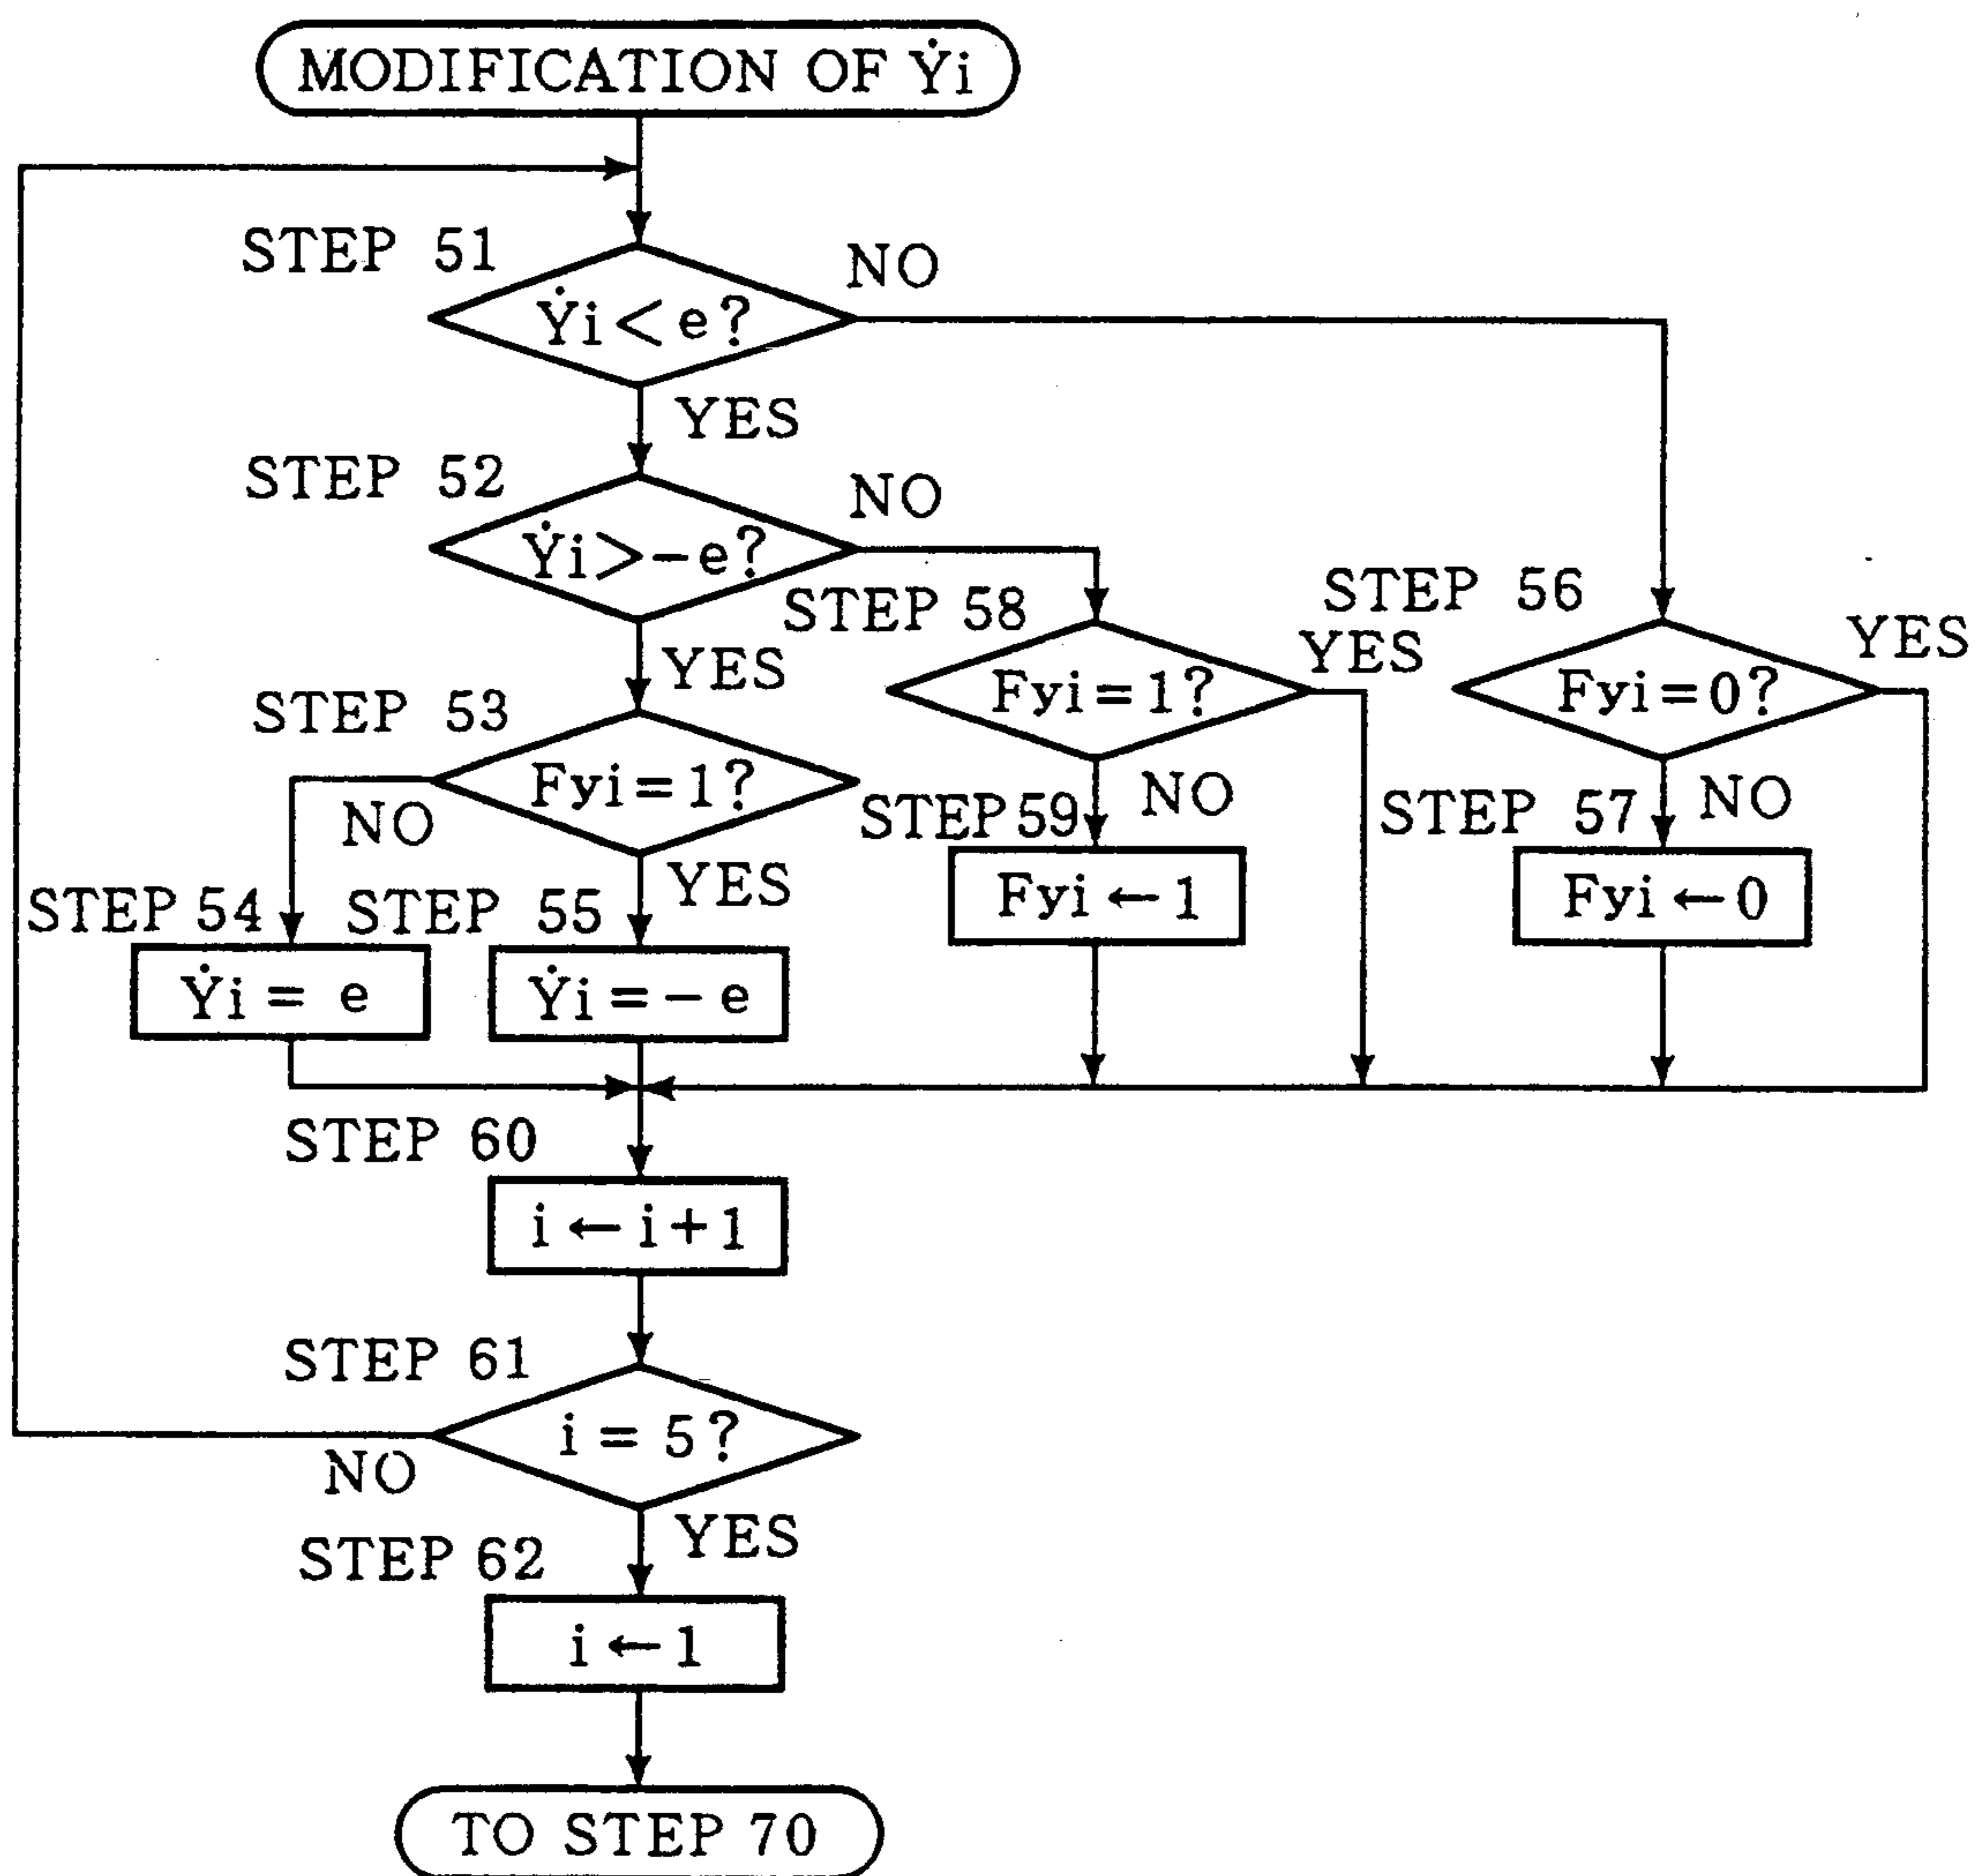 MODIFICATION OF Ẏi
STEP 51
NO
Ẏi<e?
YES
STEP 52
NO
Ẏi>-e?
STEP 58
STEP 56
YES
YES
YES
Fyi=1?
Fyi=0?
STEP 53
Fyi=1?
NO
STEP 59
NO
STEP 57
NO
YES
STEP 54
STEP 55
Fyi←1
Fyi←0
Ẏi = e
Ẏi=-e
STEP 60
i←i+1
STEP 61
i = 5?
NO
YES
STEP 62
i←1
TO STEP 70